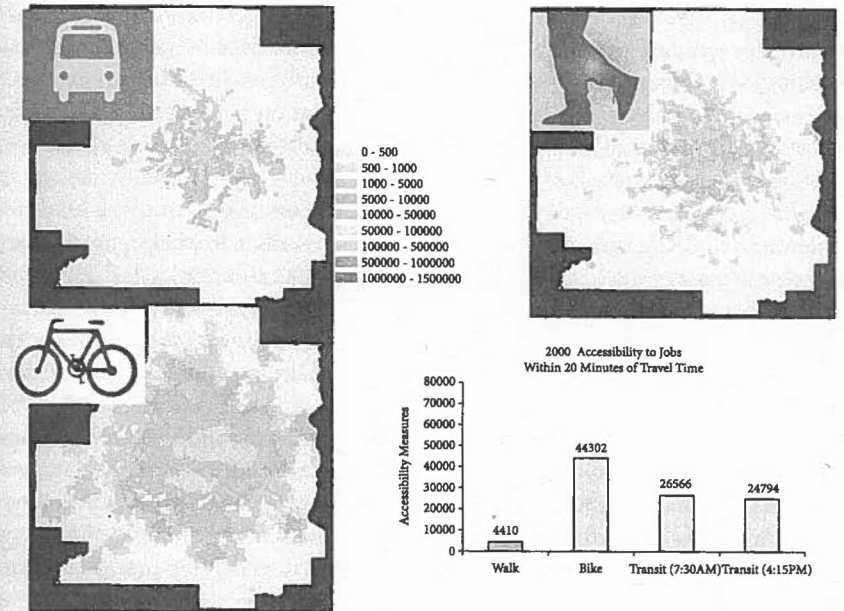 0 - 500
500 - 1000
1000 - 5000
5000 - 10000
10000 - 50000
50000 - 100000
100000 - 500000
500000 - 1000000
1000000 - 1500000
2000 Accessibility to Jobs
Within 20 Minutes of Travel Time
Accessibility Measures
80000
70000
60000
50000
40000
30000
20000
10000
0
4410
44302
26566
24794
Walk
Bike
Transit (7:30AM)
Transit (4:15PM)